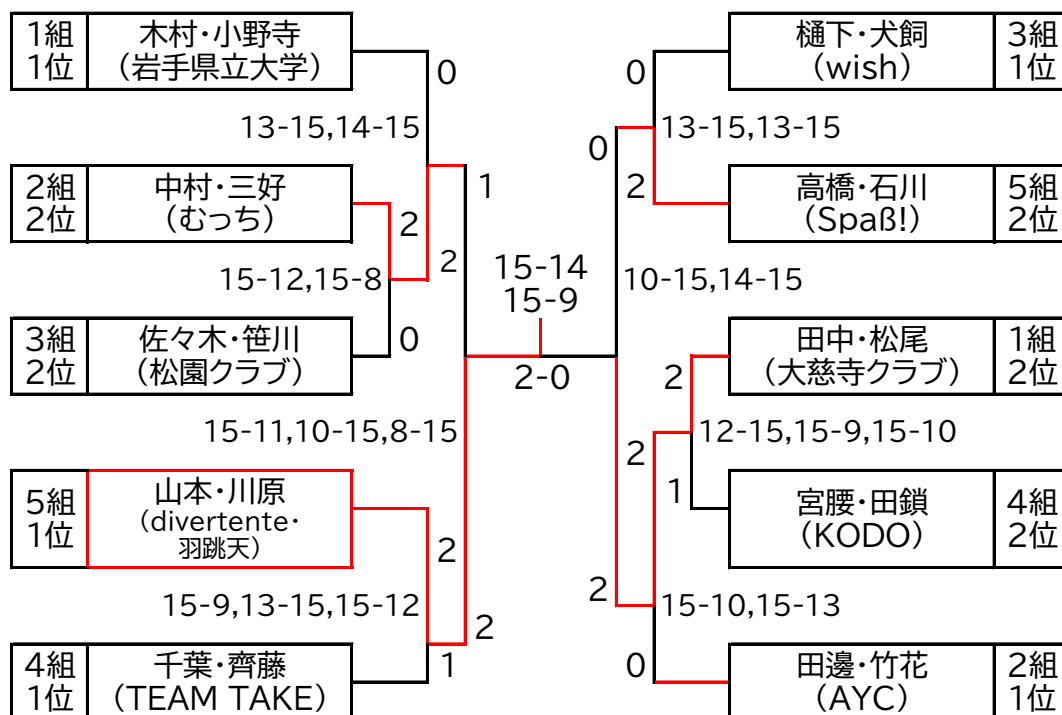 1組
1位
木村・小野寺
(岩手県立大学)
0
13-15,14-15
2組
2位
中村・三好
(むっち)
2
15-12,15-8
2
1
3組
2位
佐々木・笹川
(松園クラブ)
0
15-11,10-15,8-15
5組
1位
山本・川原
(divertente・
羽跳天)
2
15-9,13-15,15-12
2
4組
1位
千葉・齊藤
(TEAM TAKE)
1
15-14
15-9
2-0
樋下・犬飼
(wish)
3組
1位
0
13-15,13-15
0
2
高橋・石川
(Spaß!)
5組
2位
10-15,14-15
田中・松尾
(大慈寺クラブ)
1組
2位
2
12-15,15-9,15-10
2
1
宮腰・田鎖
(KODO)
4組
2位
2
15-10,15-13
0
田邊・竹花
(AYC)
2組
1位